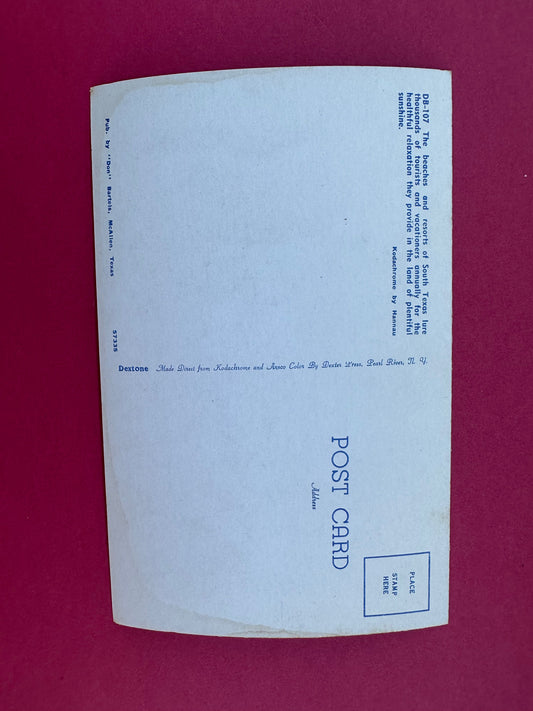 DB-107 The beaches and resorts of South Texas lure
thousands of tourists and vacationers annually for the
healthful relaxation they provide in the land of plentiful
sunshine.
Kodachrome by Hannau
Pub. by "Don" Bartels, McAllen, Texas
57335
Dextone Made Direct from Kodachrome and Ansco Color By Dexter Press, Pearl River, N. Y.
POST CARD
Address
PLACE
STAMP
HERE